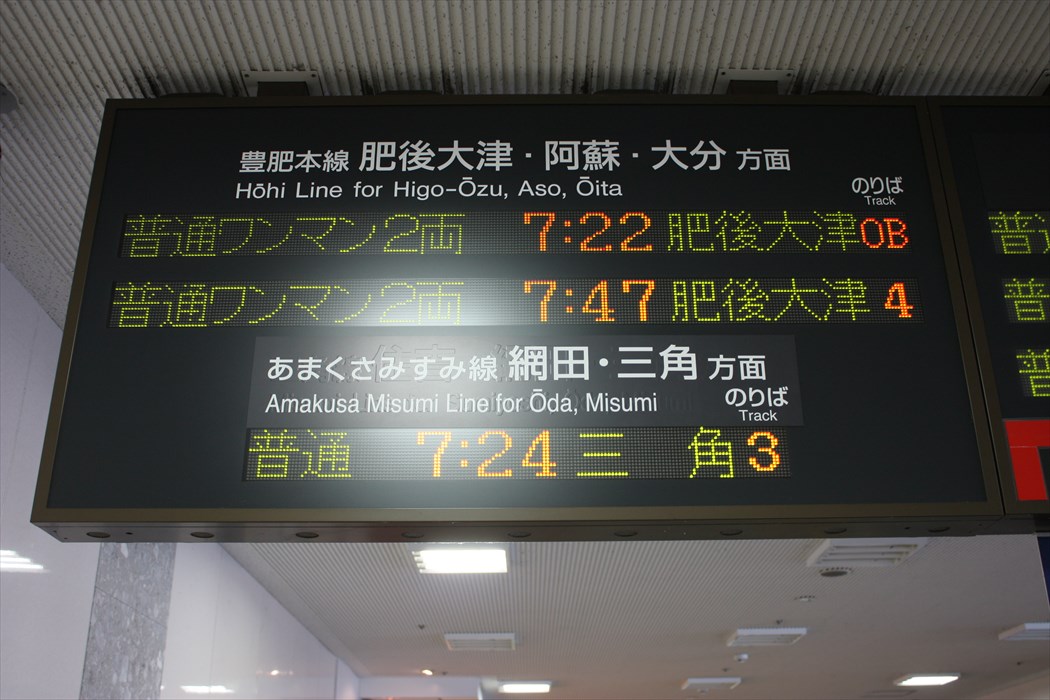 豊肥本線 肥後大津・阿蘇・大分 方面
Hōhi Line for Higo-Ōzu, Aso, Ōita
のりば
Track
普通ワンマン2両 7:22 肥後大津 0B
普通ワンマン2両 7:47 肥後大津 4
あまくさみすみ線 網田・三角 方面
Amakusa Misumi Line for Ōda, Misumi
のりば
Track
普通 7:24 三 角 3
普通
普
普